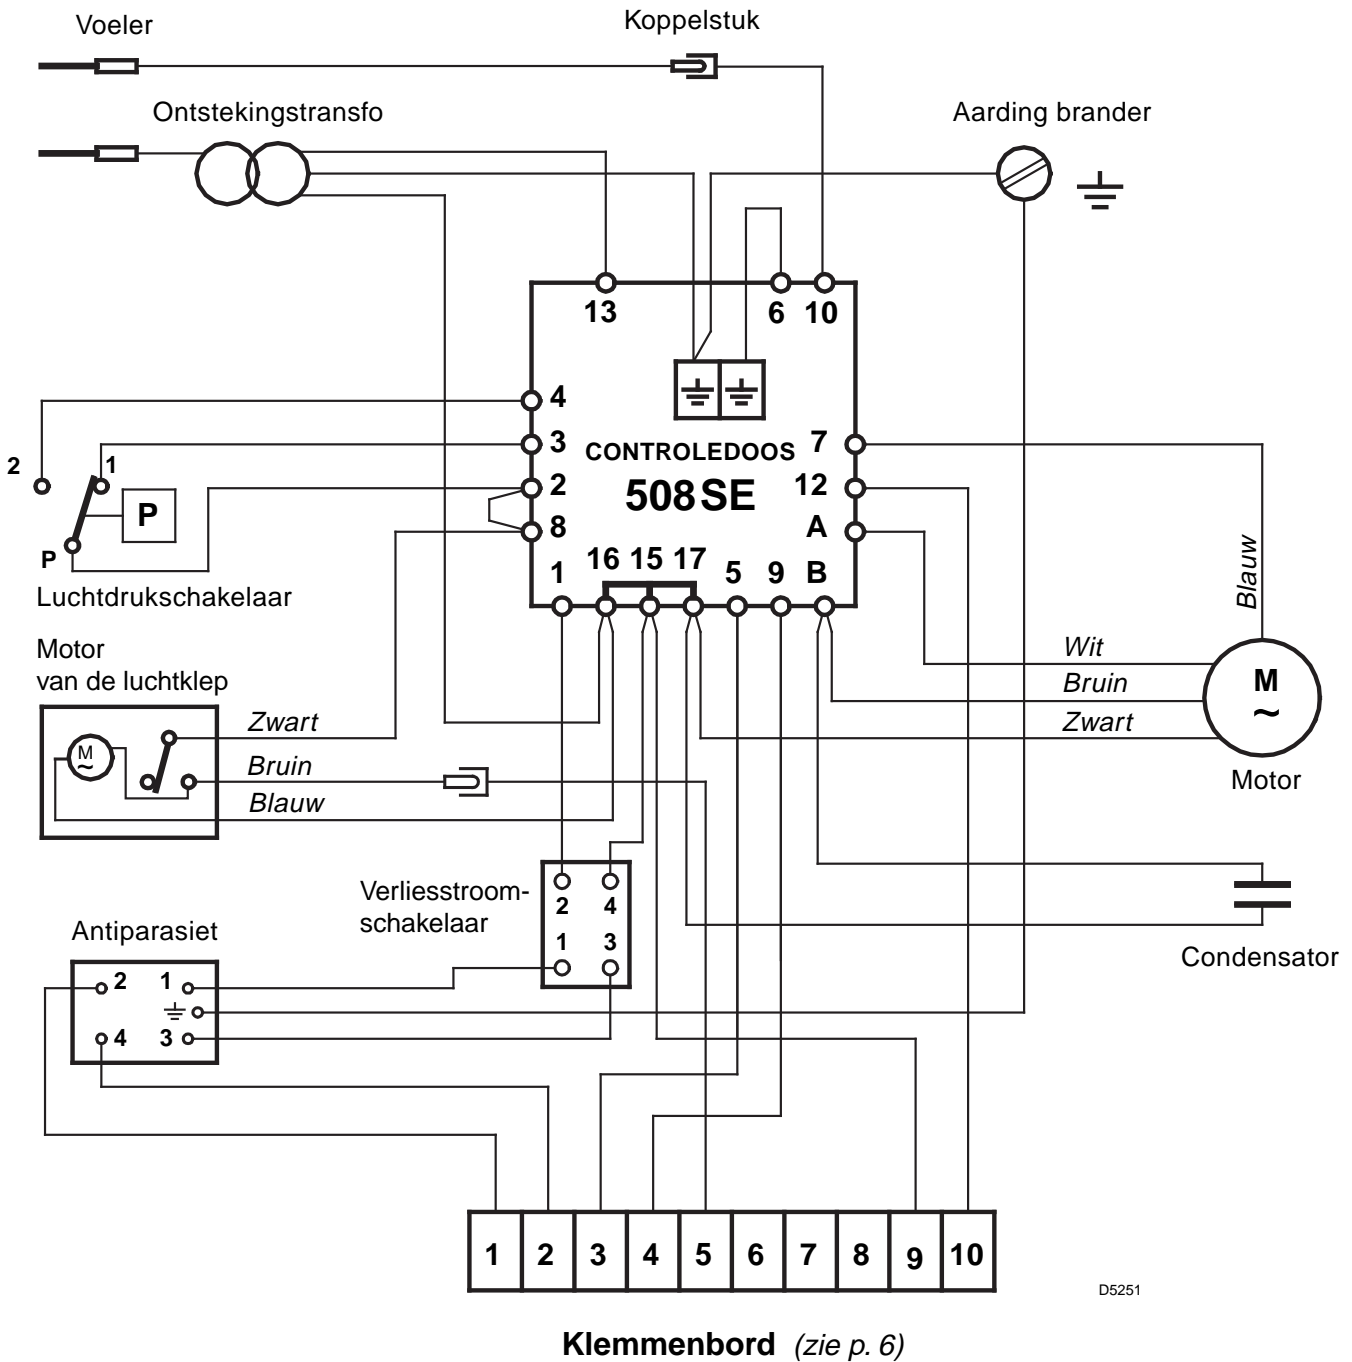 Voeler
Koppelstuk
Ontstekingstransfo
Aarding brander
13
6 10
4
3
2
8
CONTROLEDOOS
508 SE
7
12
A
1 16 15 17 5 9 B
2
1
P
P
Luchtdrukschakelaar
Blauw
Wit
Bruin
Zwart
M
~
Motor
Motor
van de luchtklep
M
~
Zwart
Bruin
Blauw
Verliesstroom-
schakelaar
2 4
1 3
Condensator
Antiparasiet
2 1
4 3
1 2 3 4 5 6 7 8 9 10
D5251
Klemmenbord (zie p. 6)